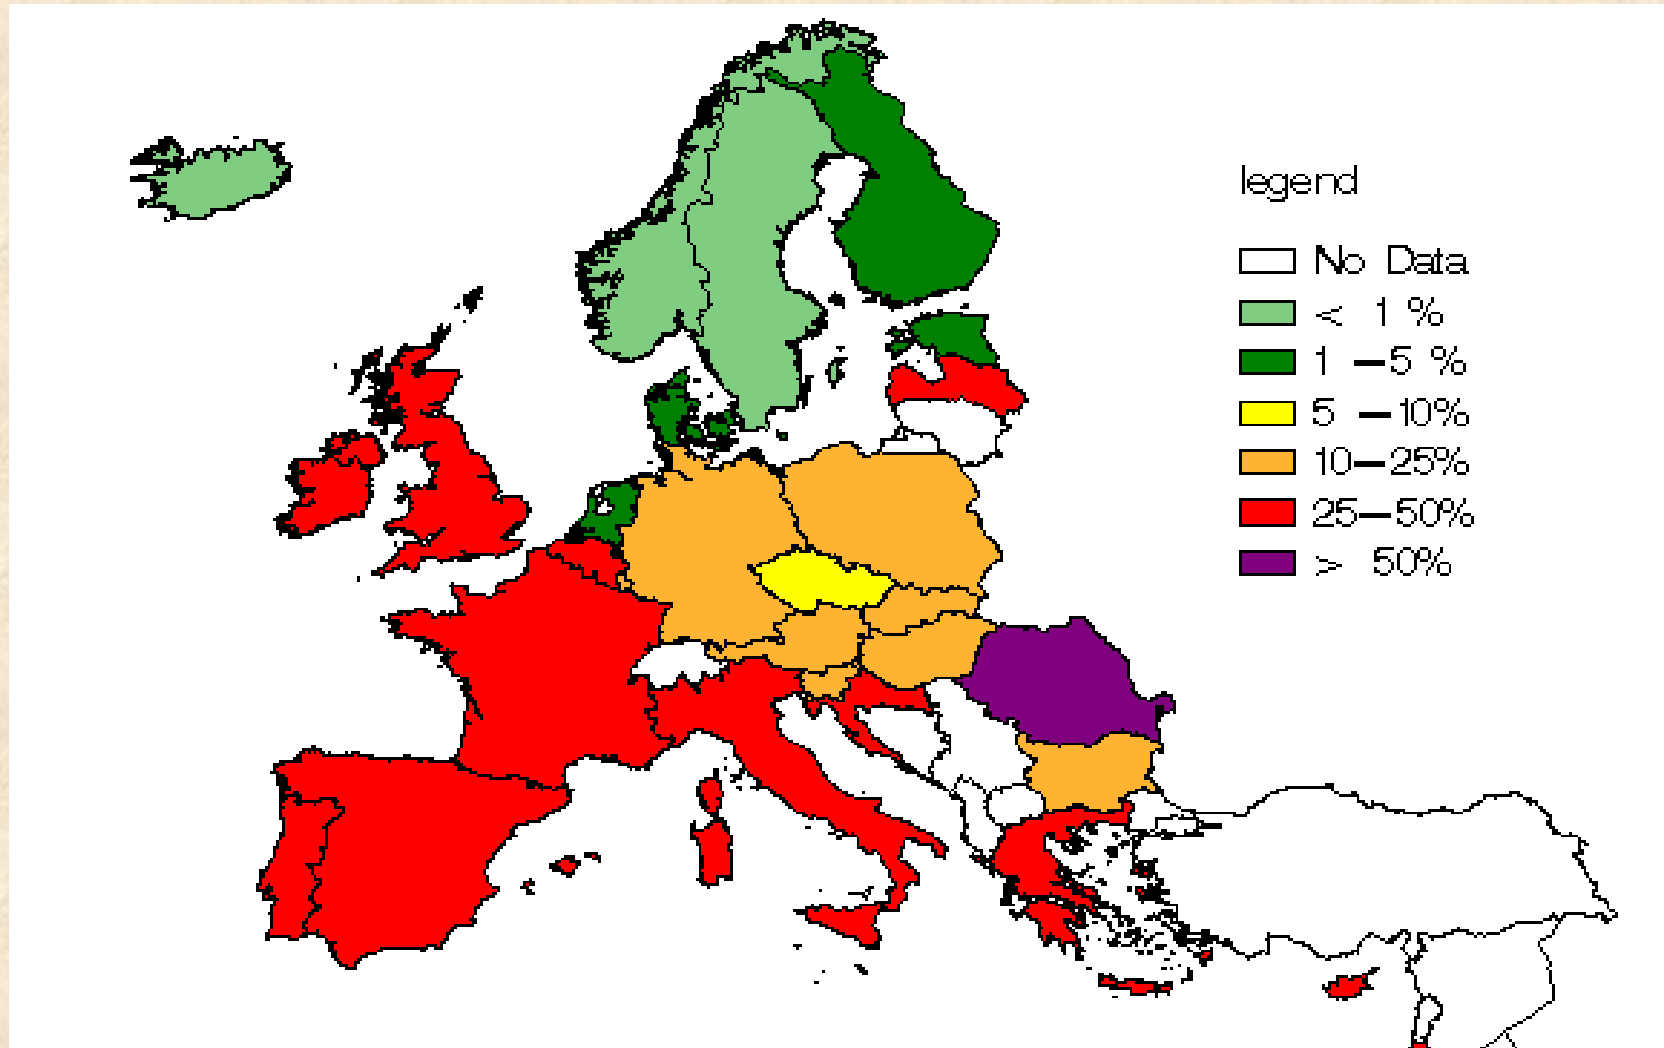 legend
No Data
< 1 %
1 –5 %
5 –10%
10–25%
25–50%
> 50%